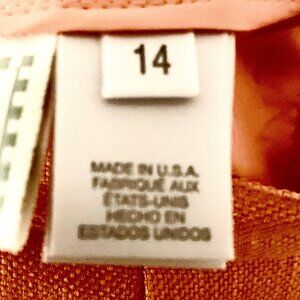 14
MADE IN U.S.A.
FABRIQUÉ AUX
ÉTATS-UNIS
HECHO EN
ESTADOS UNIDOS